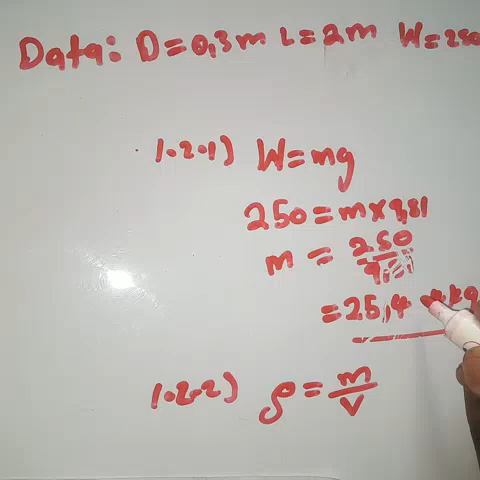 Data: D=0,3m L=2m W=250
1.2.1) W=mg
250=m×9,81
m = 250/9,81
=25,4 kg
1.2.2) ρ = m/V